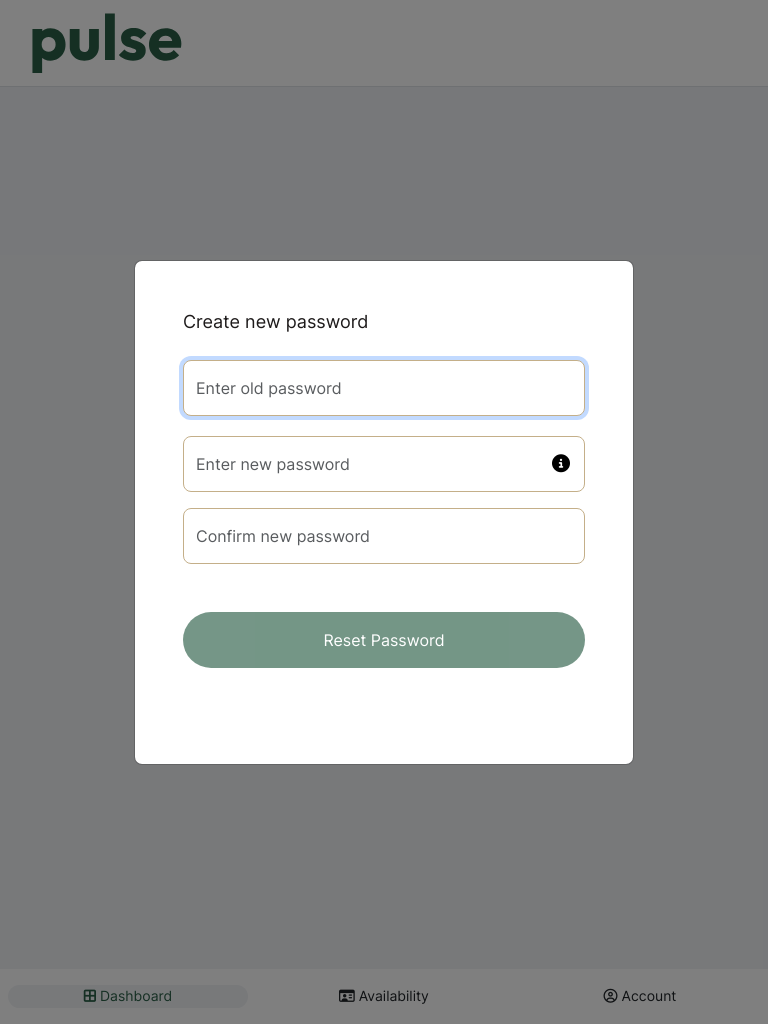 pulse
Create new password
Enter old password
Enter new password
Confirm new password
Reset Password
Dashboard Availability Account